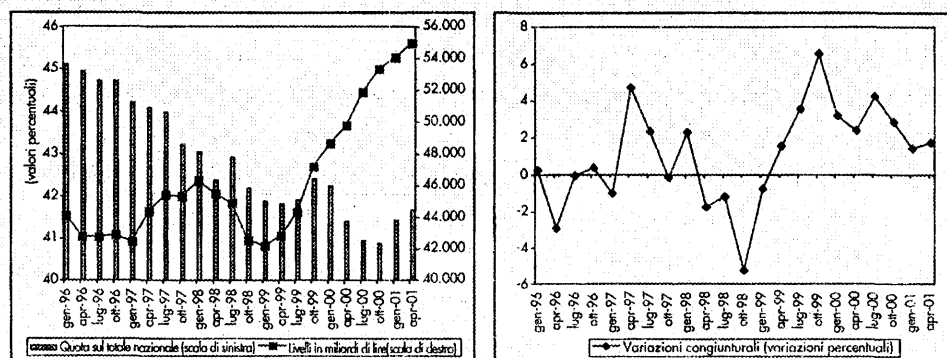 46
45
44
43
42
41
40
(valori percentuali)
56.000
54.000
52.000
50.000
48.000
46.000
44.000
42.000
40.000
gen-96
apr-96
lug-96
ott-96
gen-97
apr-97
lug-97
ott-97
gen-98
apr-98
lug-98
ott-98
gen-99
apr-99
lug-99
ott-99
gen-00
apr-00
lug-00
ott-00
gen-01
apr-01
Quota sul totale nazionale (scala di sinistra)
Livelli in miliardi di lire (scala di destra)
8
6
4
2
0
-2
-4
-6
gen-96
apr-96
lug-96
ott-96
gen-97
apr-97
lug-97
ott-97
gen-98
apr-98
lug-98
ott-98
gen-99
apr-99
lug-99
ott-99
gen-00
apr-00
lug-00
ott-00
gen-01
apr-01
Variazioni congiunturali (variazioni percentuali)